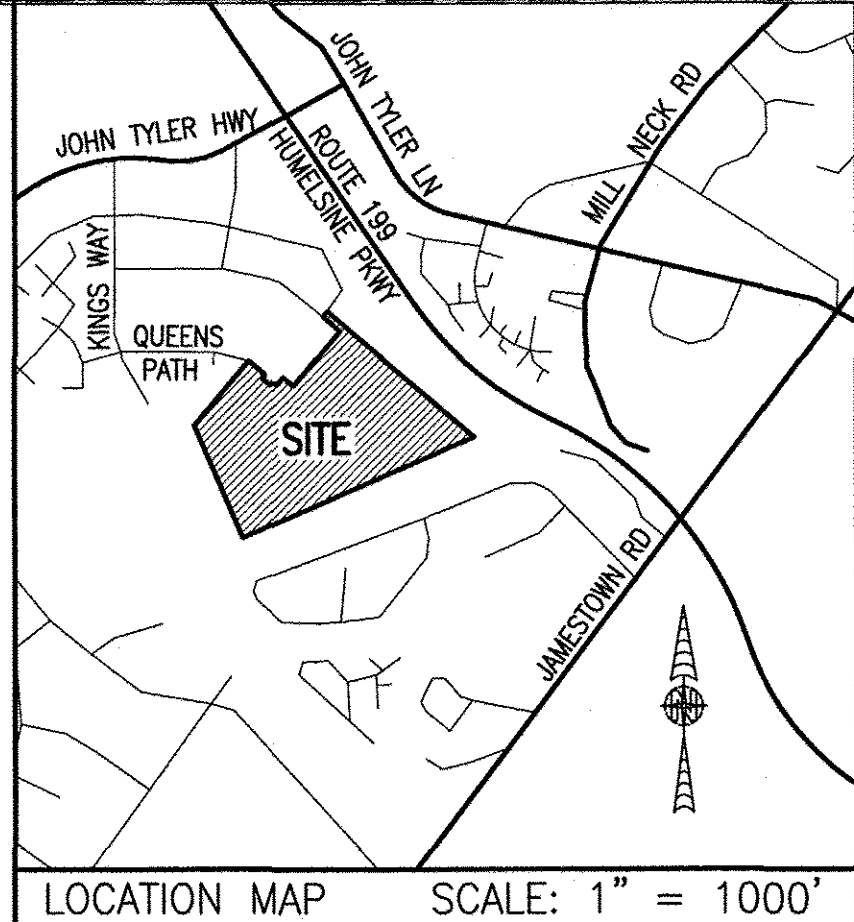 JOHN TYLER HWY
JOHN TYLER LN
ROUTE 199
HUMELSINE PKWY
MILL NECK RD
KINGS WAY
QUEENS
PATH
SITE
JAMESTOWN RD
LOCATION MAP SCALE: 1" = 1000'